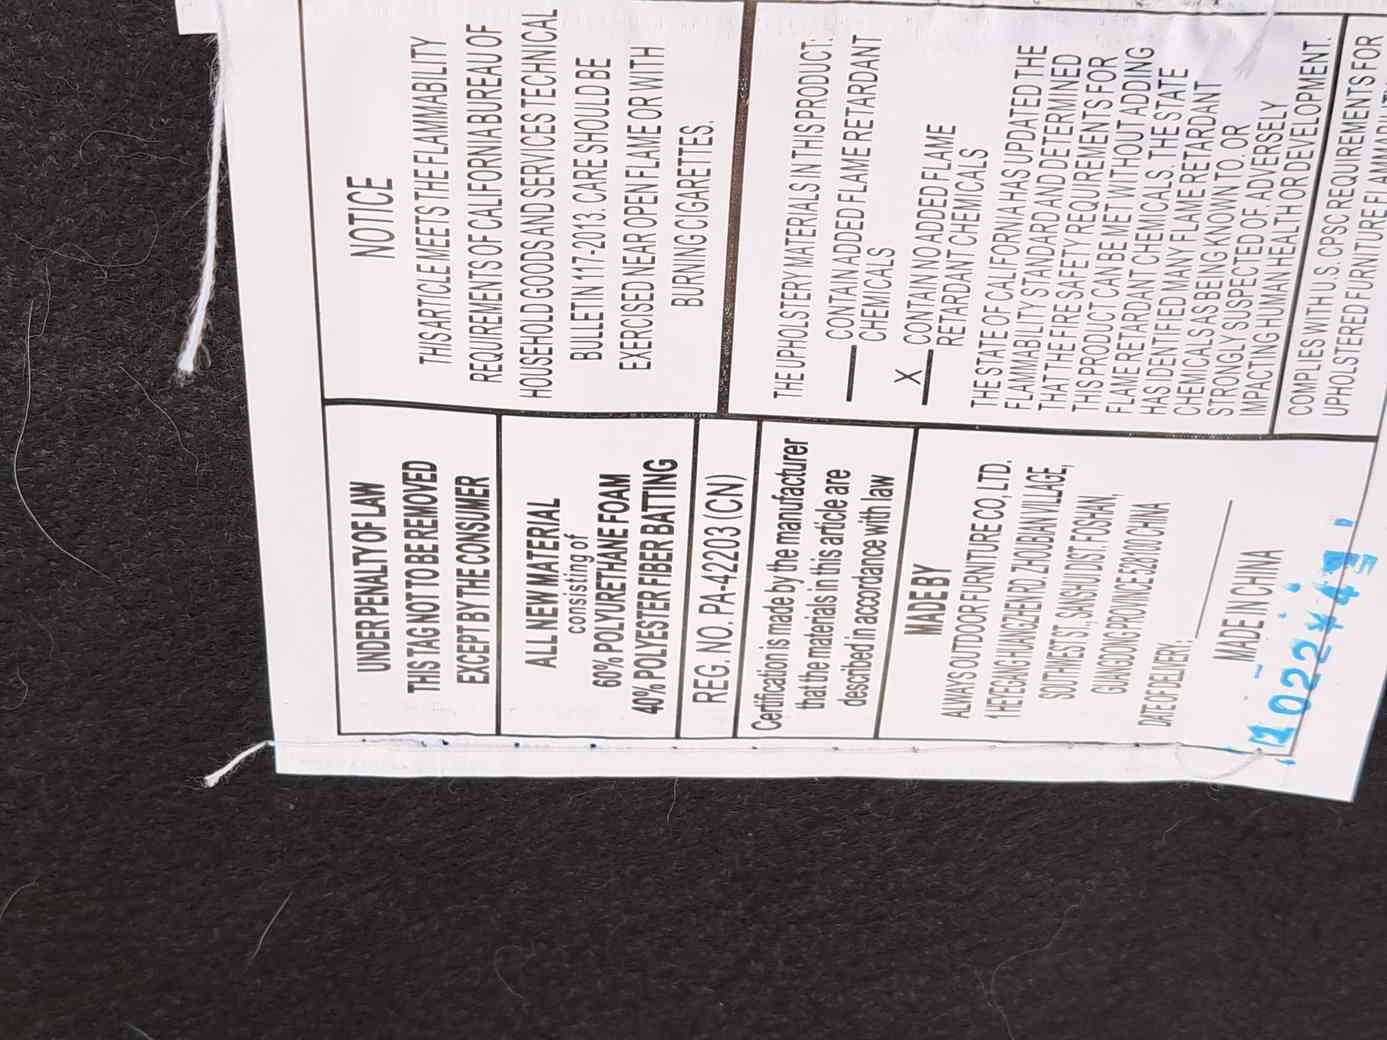 UNDER PENALTY OF LAW
THIS TAG NOT TO BE REMOVED
EXCEPT BY THE CONSUMER
ALL NEW MATERIAL
consisting of
60% POLYURETHANE FOAM
40% POLYESTER FIBER BATTING
REG. NO. PA-42203 (CN)
Certification is made by the manufacturer
that the materials in this article are
described in accordance with law
MADE BY
ALWAYS OUTDOOR FURNITURE CO, LTD.
1 HEYEGANG HUANGZHEN RD ZHOUBIAN VILLAGE,
SOUTHWEST ST, SANSHUI DIST, FOSHAN,
GUANGDONG PROVINCE 528100 CHINA
DATE OF DELIVERY:
MADE IN CHINA
NOTICE
THIS ARTICLE MEETS THE FLAMMABILITY
REQUIREMENTS OF CALIFORNIA BUREAU OF
HOUSEHOLD GOODS AND SERVICES TECHNICAL
BULLETIN 117-2013. CARE SHOULD BE
EXERCISED NEAR OPEN FLAME OR WITH
BURNING CIGARETTES.
THE UPHOLSTERY MATERIALS IN THIS PRODUCT:
CONTAIN ADDED FLAME RETARDANT
CHEMICALS
X CONTAIN NO ADDED FLAME
RETARDANT CHEMICALS
THE STATE OF CALIFORNIA HAS UPDATED THE
FLAMMABILITY STANDARD AND DETERMINED
THAT THE FIRE SAFETY REQUIREMENTS FOR
THIS PRODUCT CAN BE MET WITHOUT ADDING
FLAME RETARDANT CHEMICALS. THE STATE
HAS IDENTIFIED MANY FLAME RETARDANT
CHEMICALS AS BEING KNOWN TO, OR
STRONGLY SUSPECTED OF, ADVERSELY
IMPACTING HUMAN HEALTH OR DEVELOPMENT.
COMPLIES WITH U.S. CPSC REQUIREMENTS FOR
UPHOLSTERED FURNITURE FLAMMABILITY